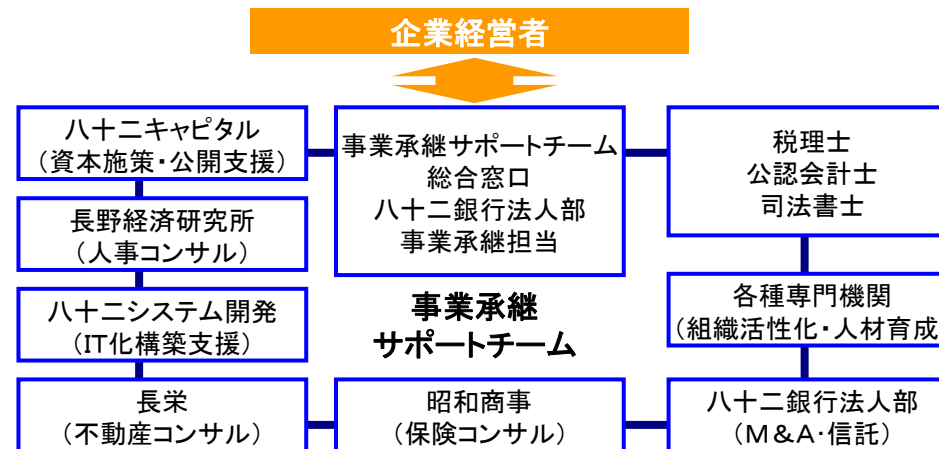 企業経営者
八十二キャピタル
（資本施策・公開支援）
事業承継サポートチーム
総合窓口
八十二銀行法人部
事業承継担当
税理士
公認会計士
司法書士
長野経済研究所
（人事コンサル）
八十二システム開発
（IT化構築支援）
事業承継
サポートチーム
各種専門機関
（組織活性化・人材育成
長栄
（不動産コンサル）
昭和商事
（保険コンサル）
八十二銀行法人部
（Ｍ＆Ａ・信託）